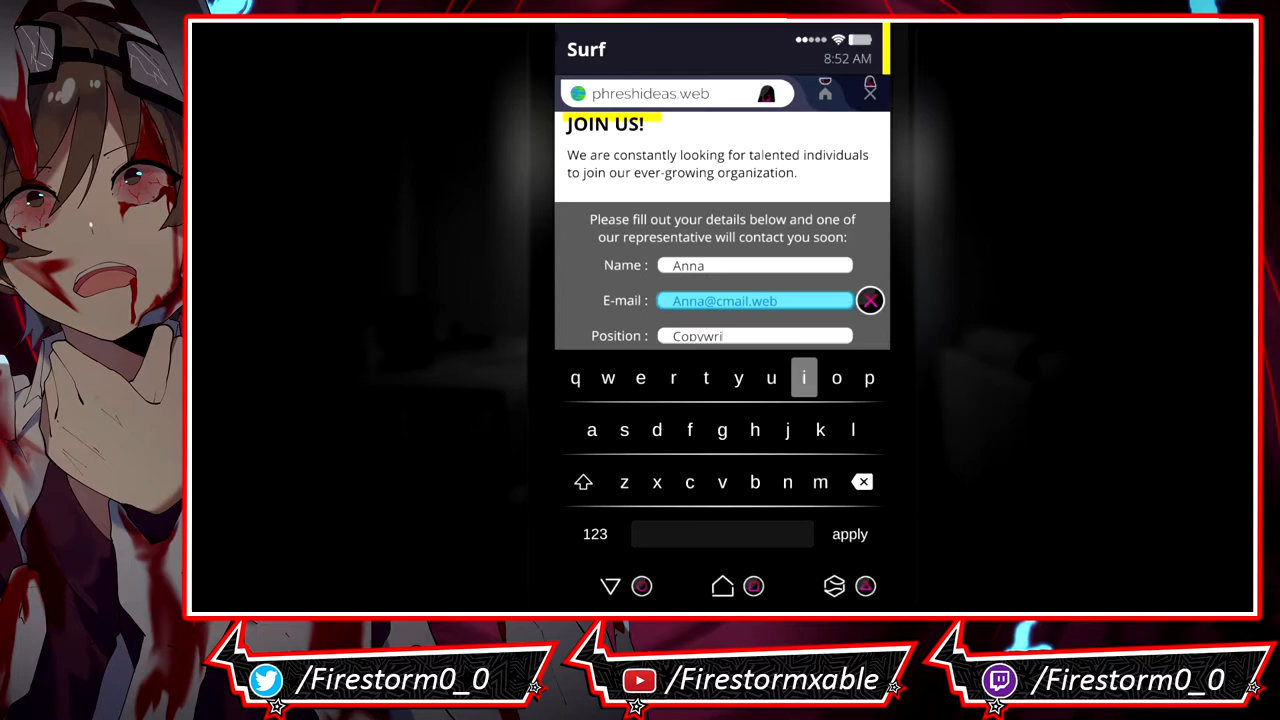 Surf
8:52 AM
phreshideas.web
JOIN US!
We are constantly looking for talented individuals
to join our ever-growing organization.
Please fill out your details below and one of
our representative will contact you soon:
Name : Anna
E-mail : Anna@cmail.web
Position : Copywri
q w e r t y u i o p
a s d f g h j k l
z x c v b n m
123 apply
/Firestorm0_0 /Firestormxable /Firestorm0_0